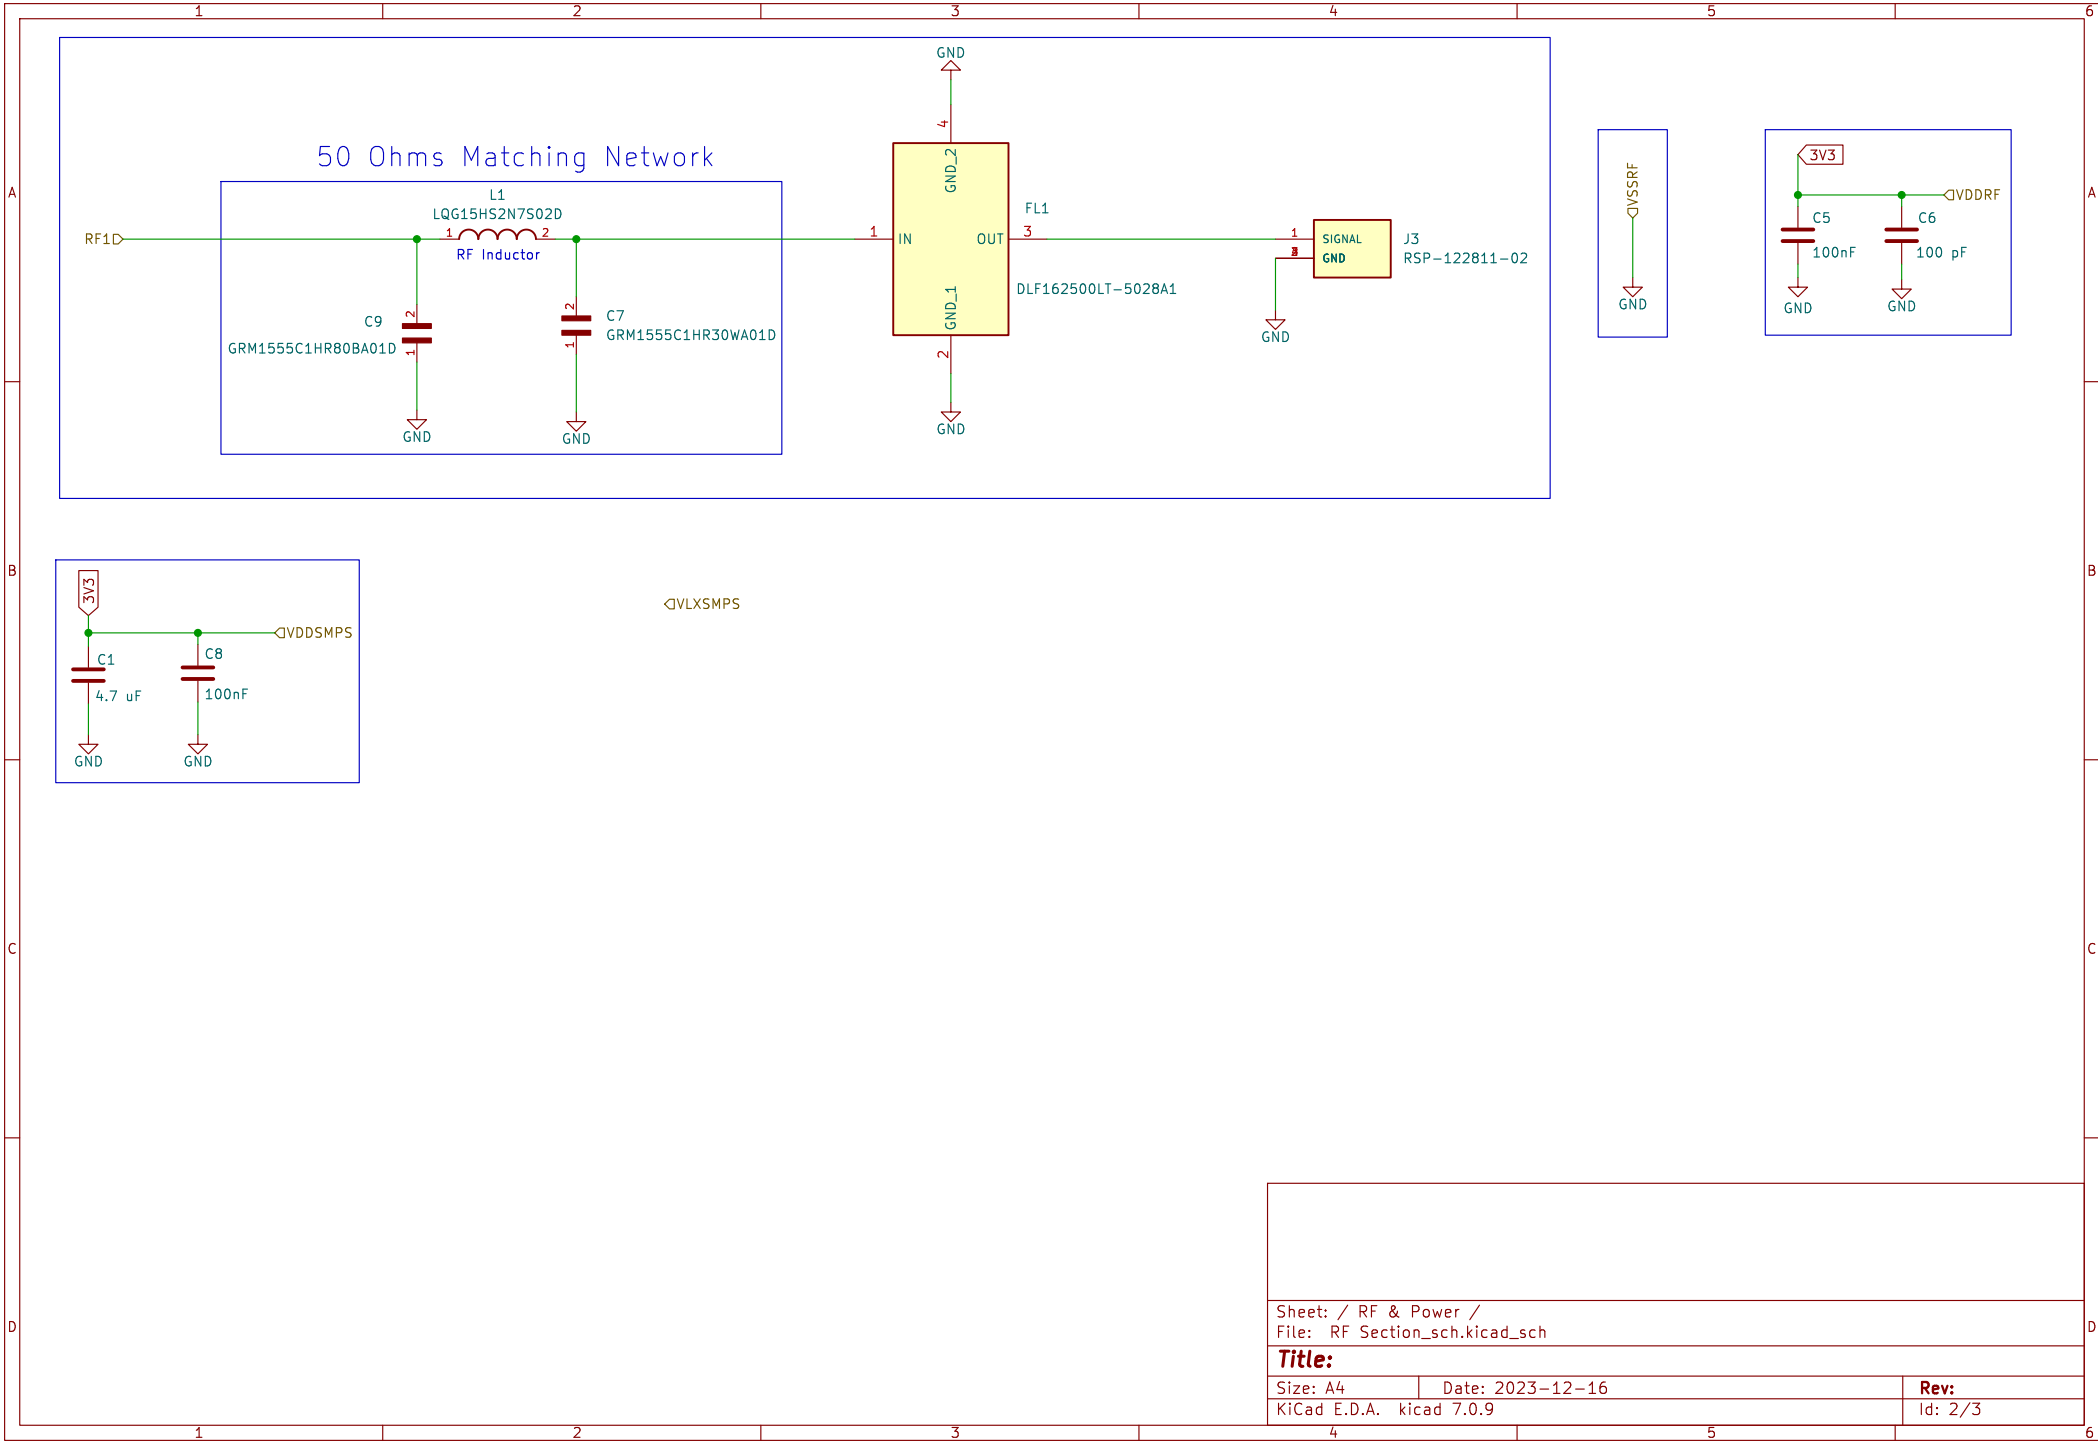 1 2 3 4 5 6
A
B
C
D
A
B
C
D
50 Ohms Matching Network
RF1
L1
LQG15HS2N7S02D
1 2
RF Inductor
C9
GRM1555C1HR80BA01D
2
1
GND
C7
GRM1555C1HR30WA01D
2
1
GND
GND
4
GND_2
FL1
1 IN
OUT 3
GND_1
DLF162500LT-5028A1
2
GND
1 SIGNAL
GND
J3
RSP-122811-02
GND
VSSRF
GND
3V3
VDDRF
C5
100nF
GND
C6
100 pF
GND
3V3
VDDSMPS
C1
4.7 uF
GND
C8
100nF
GND
VLXSMPS
Sheet: / RF & Power /
File: RF Section_sch.kicad_sch
Title:
Size: A4 Date: 2023-12-16 Rev:
KiCad E.D.A. kicad 7.0.9 Id: 2/3
1 2 3 4 5 6